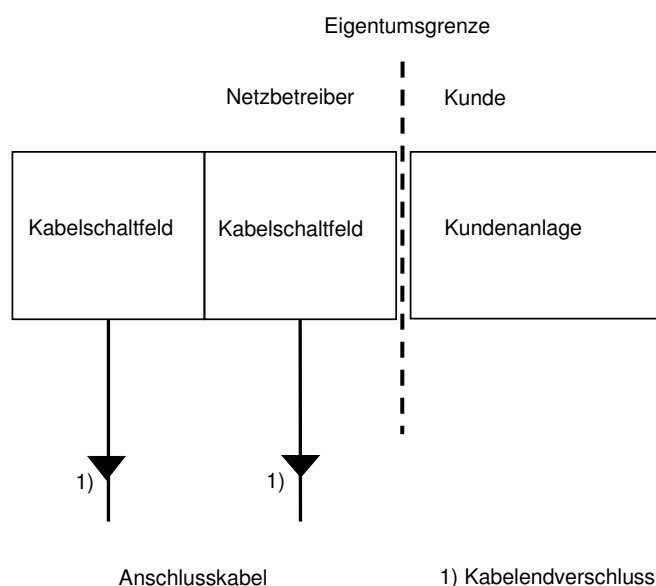 Eigentumsgrenze
Netzbetreiber Kunde
Kabelschaltfeld Kabelschaltfeld Kundenanlage
1) 1)
Anschlusskabel 1) Kabelendverschluss